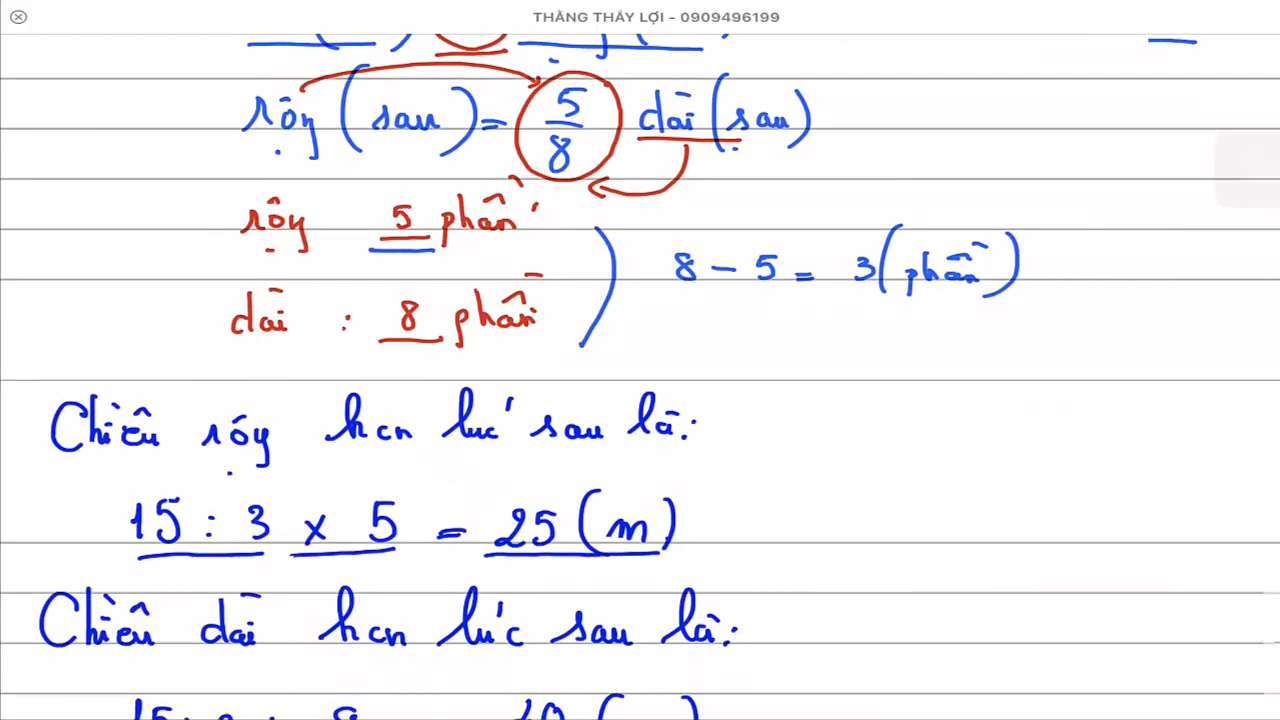 THẰNG THẦY LỢI - 0909496199
rộng (sau) = 5/8 dài (sau)
rộng 5 phần
dài : 8 phần
8 - 5 = 3 (phần)
Chiều rộng hcn lúc sau là:
15 : 3 x 5 = 25 (m)
Chiều dài hcn lúc sau là: